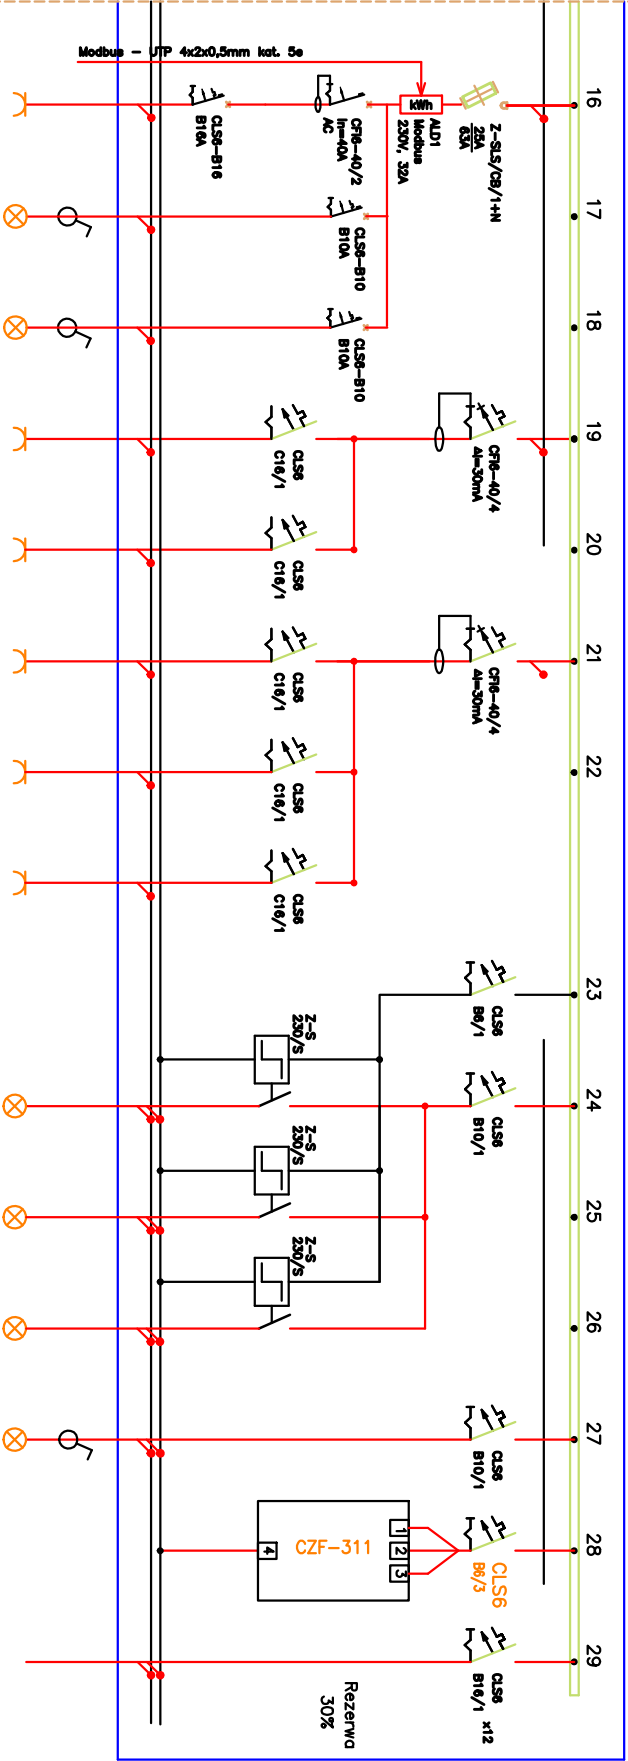 Modbus - UTP 4x2x0,5mm kat. 5e
16
Z-SLS/CB/1+N
25A
63A
kWh
ALD1
Modbus
230V, 32A
CFI6-40/2
In=40A
AC
CLS6-B16
B16A
17
CLS6-B10
B10A
18
CLS6-B10
B10A
19
CFI6-40/4
ΔI=30mA
CLS6
C16/1
20
CLS6
C16/1
21
CFI6-40/4
ΔI=30mA
CLS6
C16/1
22
CLS6
C16/1
CLS6
C16/1
23
CLS6
B6/1
Z-S
230/S
24
CLS6
B10/1
Z-S
230/S
25
Z-S
230/S
26
27
CLS6
B10/1
28
CLS6
B6/3
1
2
3
CZF-311
4
29
CLS6
B16/1 x12
Rezerwa
30%